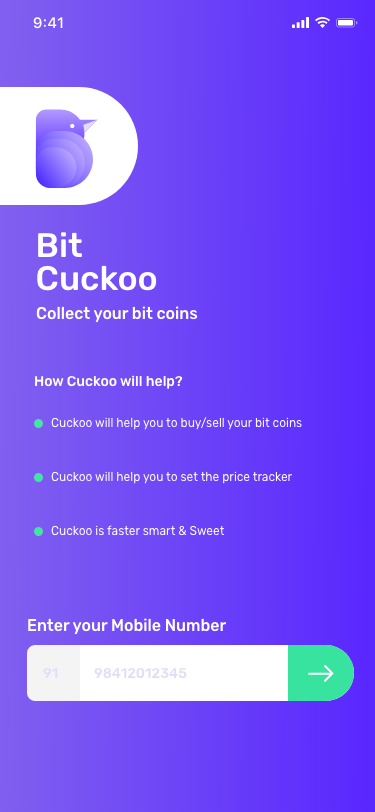 9:41
Bit
Cuckoo
Collect your bit coins
How Cuckoo will help?
Cuckoo will help you to buy/sell your bit coins
Cuckoo will help you to set the price tracker
Cuckoo is faster smart & Sweet
Enter your Mobile Number
91 98412012345